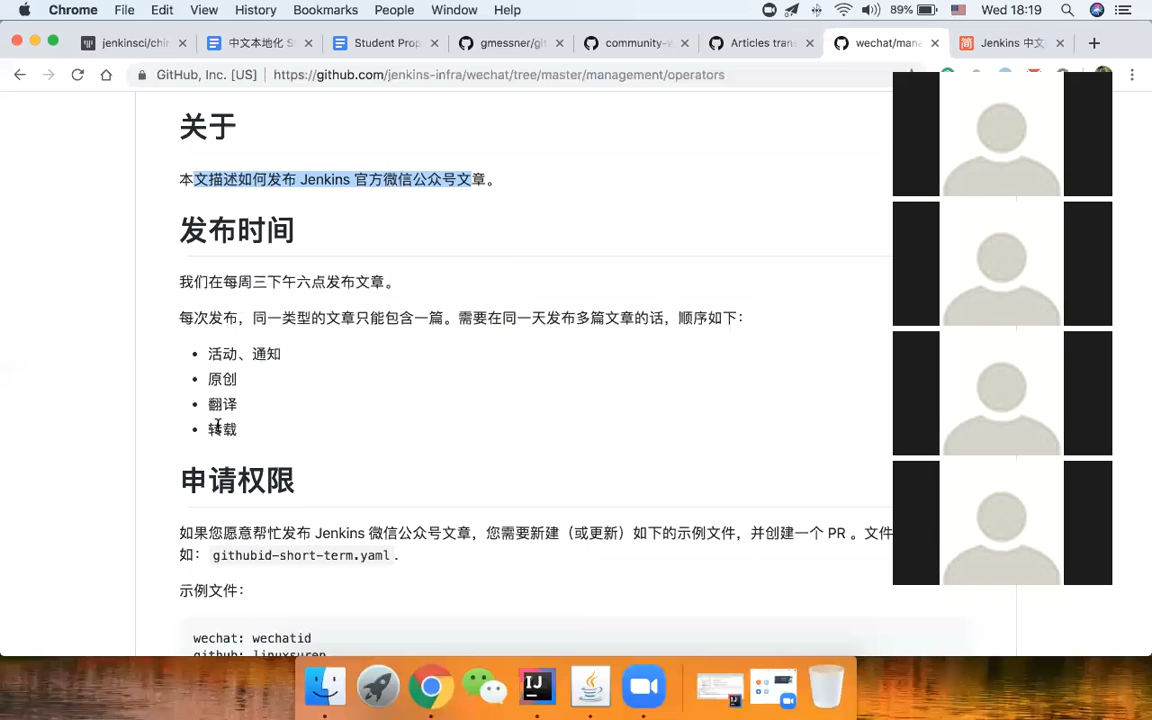 Chrome File Edit View History Bookmarks People Window Help 89% Wed 18:19
jenkinsci/chin 中文本地化 S Student Prop gmessner/git community-w Articles trans wechat/mana Jenkins 中文
GitHub, Inc. [US] https://github.com/jenkins-infra/wechat/tree/master/management/operators
关于
本文描述如何发布 Jenkins 官方微信公众号文章。
发布时间
我们在每周三下午六点发布文章。
每次发布，同一类型的文章只能包含一篇。需要在同一天发布多篇文章的话，顺序如下：
• 活动、通知
• 原创
• 翻译
• 转载
申请权限
如果您愿意帮忙发布 Jenkins 微信公众号文章，您需要新建（或更新）如下的示例文件，并创建一个 PR 。文件
如： githubid-short-term.yaml .
示例文件：
wechat: wechatid
github: linuxsuren